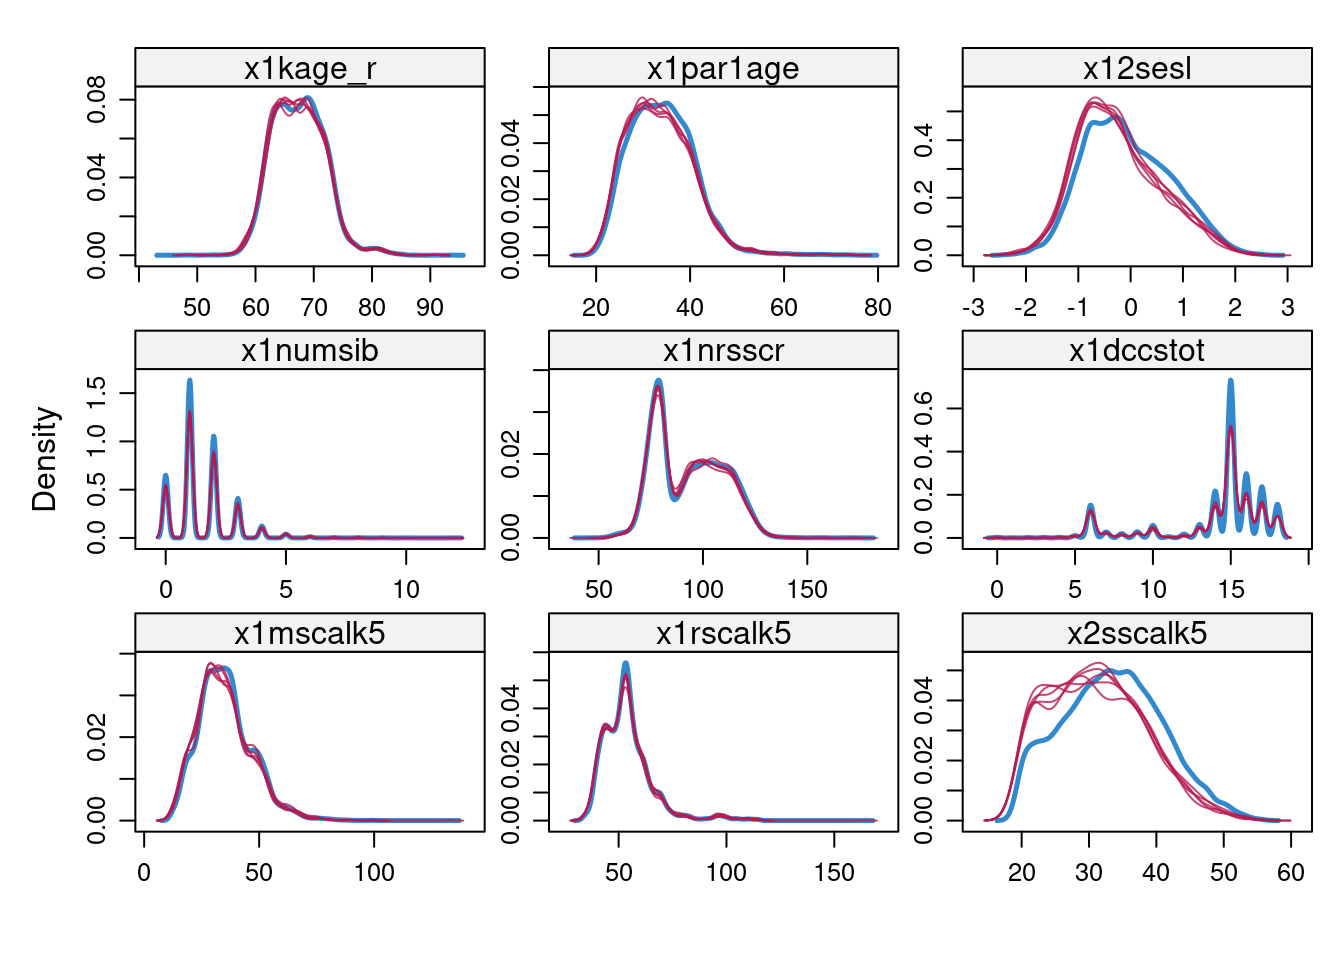 x1kage_r
x1par1age
x12sesl
0.00 0.04 0.08
50 60 70 80 90
0.00 0.02 0.04
20 40 60 80
0.0 0.2 0.4
-3 -2 -1 0 1 2 3
x1numsib
x1nrsscr
x1dccstot
0.0 0.5 1.0 1.5
0 5 10
0.00 0.02
50 100 150
0.0 0.2 0.4 0.6
0 5 10 15
x1mscalk5
x1rscalk5
x2sscalk5
0.00 0.02
0 50 100
0.00 0.02 0.04
50 100 150
0.00 0.02 0.04
20 30 40 50 60
Density